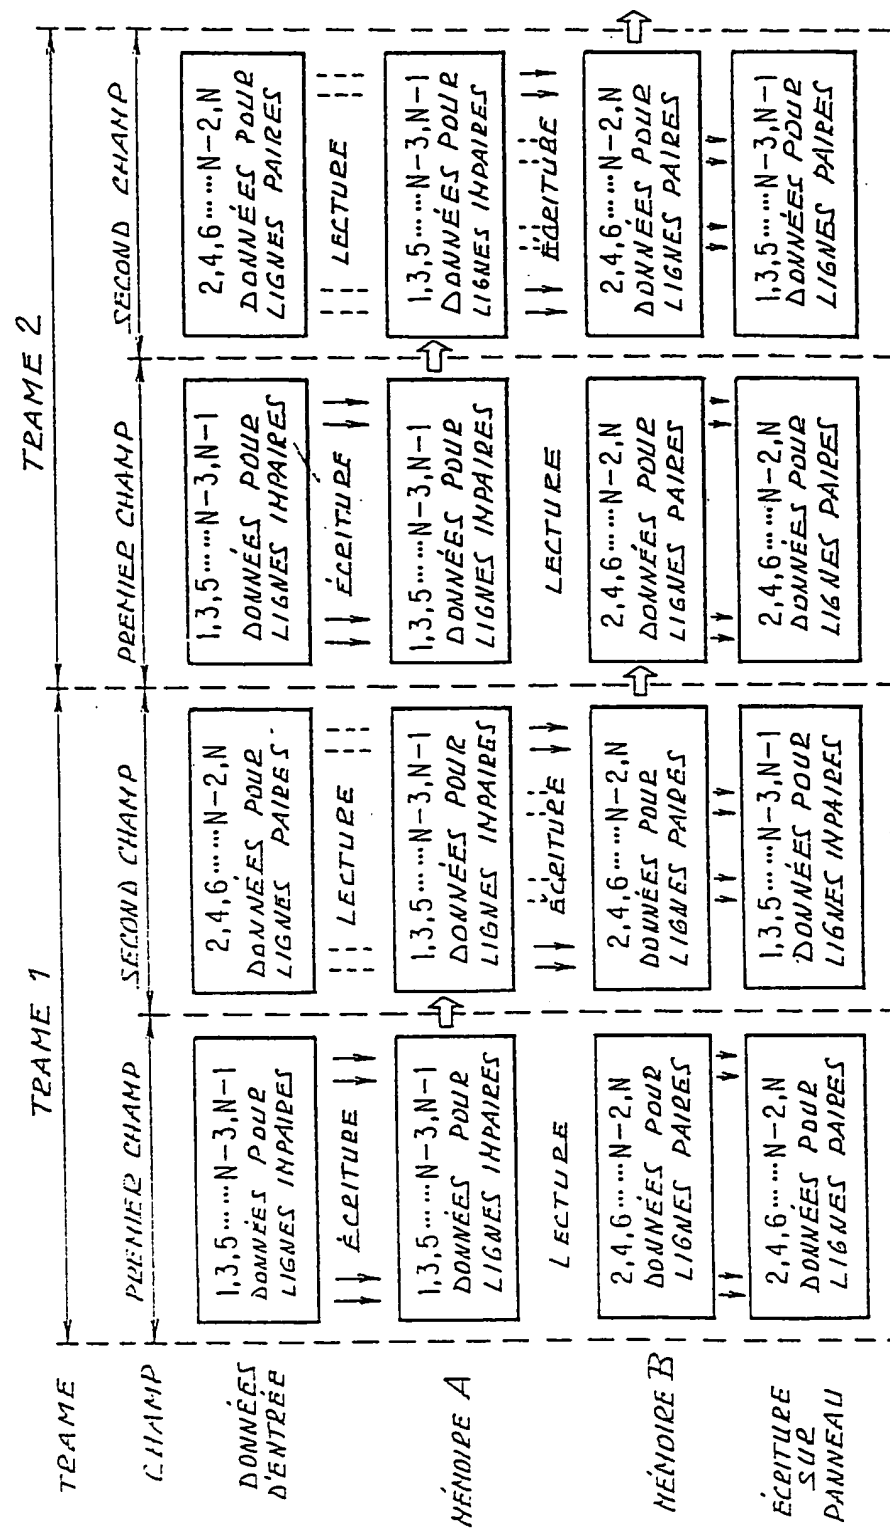 TRAME
TRAME 1
TRAME 2
CHAMP
PREMIER CHAMP
SECOND CHAMP
PREMIER CHAMP
SECOND CHAMP
DONNÉES
D'ENTRÉE
1,3,5······N-3,N-1
DONNÉES POUR
LIGNES IMPAIRES
2,4,6······N-2,N
DONNÉES POUR
LIGNES PAIRES
1,3,5······N-3,N-1
DONNÉES POUR
LIGNES IMPAIRES
2,4,6······N-2,N
DONNÉES POUR
LIGNES PAIRES
ÉCRITURE
LECTURE
ÉCRITURE
LECTURE
MÉMOIRE A
1,3,5······N-3,N-1
DONNÉES POUR
LIGNES IMPAIRES
1,3,5······N-3,N-1
DONNÉES POUR
LIGNES IMPAIRES
1,3,5······N-3,N-1
DONNÉES POUR
LIGNES IMPAIRES
1,3,5······N-3,N-1
DONNÉES POUR
LIGNES IMPAIRES
LECTURE
ÉCRITURE
LECTURE
ÉCRITURE
MÉMOIRE B
2,4,6······N-2,N
DONNÉES POUR
LIGNES PAIRES
2,4,6······N-2,N
DONNÉES POUR
LIGNES PAIRES
2,4,6······N-2,N
DONNÉES POUR
LIGNES PAIRES
2,4,6······N-2,N
DONNÉES POUR
LIGNES PAIRES
ÉCRITURE
SUR
PANNEAU
2,4,6······N-2,N
DONNÉES POUR
LIGNES PAIRES
1,3,5······N-3,N-1
DONNÉES POUR
LIGNES INPAIRES
2,4,6······N-2,N
DONNÉES POUR
LIGNES PAIRES
1,3,5······N-3,N-1
DONNÉES POUR
LIGNES PAIRES